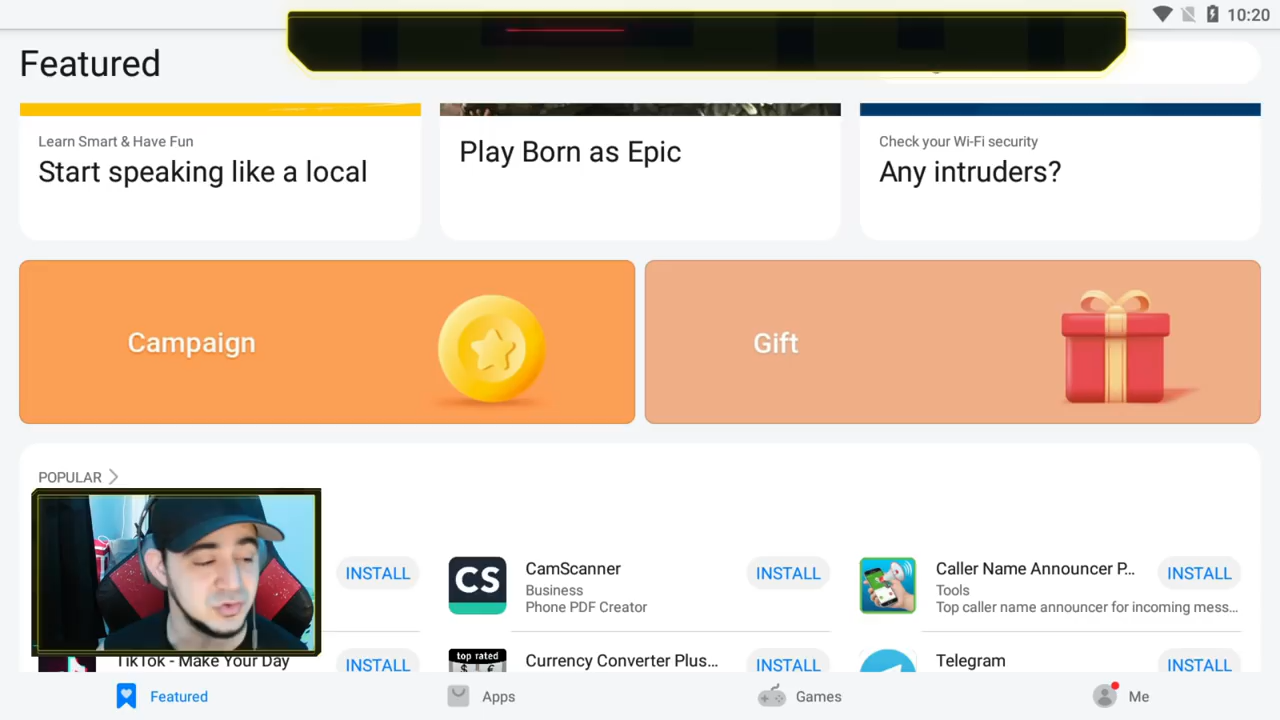 10:20
Featured
Learn Smart & Have Fun
Start speaking like a local
Play Born as Epic
Check your Wi-Fi security
Any intruders?
Campaign
Gift
POPULAR
INSTALL
CS
CamScanner
Business
Phone PDF Creator
INSTALL
Caller Name Announcer P...
Tools
Top caller name announcer for incoming mess...
INSTALL
TikTok - Make Your Day
INSTALL
top rated
$ €
Currency Converter Plus...
INSTALL
Telegram
INSTALL
Featured
Apps
Games
Me